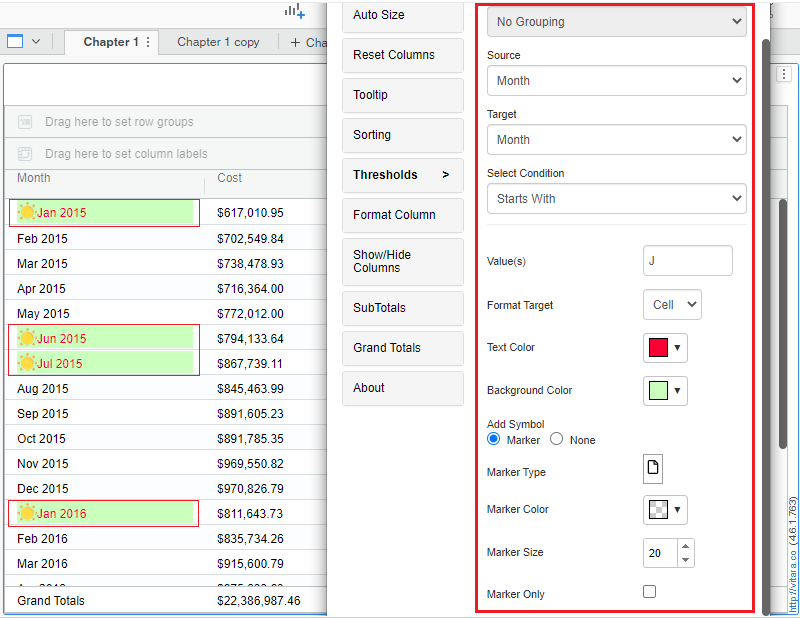 Chapter 1
Chapter 1 copy
+ Cha
Drag here to set row groups
Drag here to set column labels
Month Cost
Jan 2015 $617,010.95
Feb 2015 $702,549.84
Mar 2015 $738,478.93
Apr 2015 $716,364.00
May 2015 $772,012.00
Jun 2015 $794,133.64
Jul 2015 $867,739.11
Aug 2015 $845,463.99
Sep 2015 $891,605.23
Oct 2015 $891,785.35
Nov 2015 $969,550.82
Dec 2015 $970,826.79
Jan 2016 $811,643.73
Feb 2016 $835,734.26
Mar 2016 $915,600.79
Grand Totals $22,386,987.46
Auto Size
Reset Columns
Tooltip
Sorting
Thresholds >
Format Column
Show/Hide
Columns
SubTotals
Grand Totals
About
No Grouping
Source
Month
Target
Month
Select Condition
Starts With
Value(s) J
Format Target Cell
Text Color
Background Color
Add Symbol
Marker None
Marker Type
Marker Color
Marker Size 20
Marker Only
http://vitara.co (4.6.1.763)